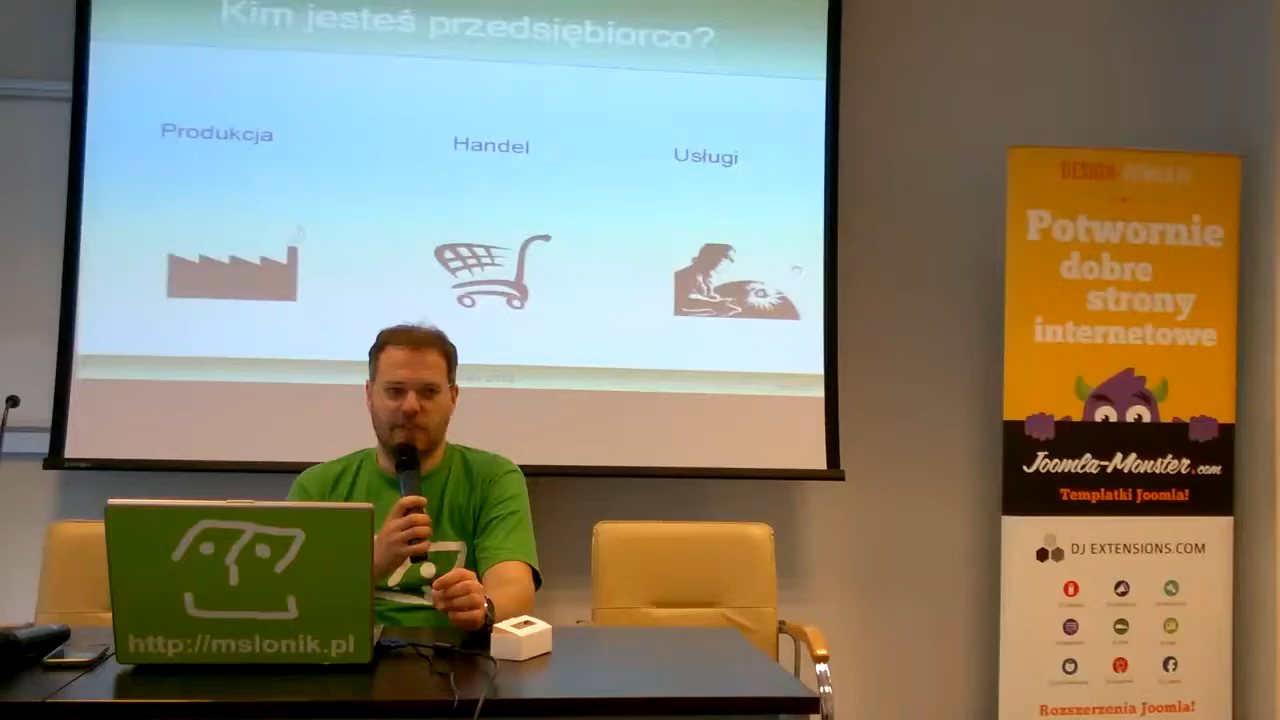 Kim jesteś przedsiębiorco?
Produkcja
Handel
Usługi
http://mslonik.pl
Potwornie
dobre
strony
internetowe
Joomla-Monster.com
Templatki Joomla!
DJ EXTENSIONS.COM
Rozszerzenia Joomla!